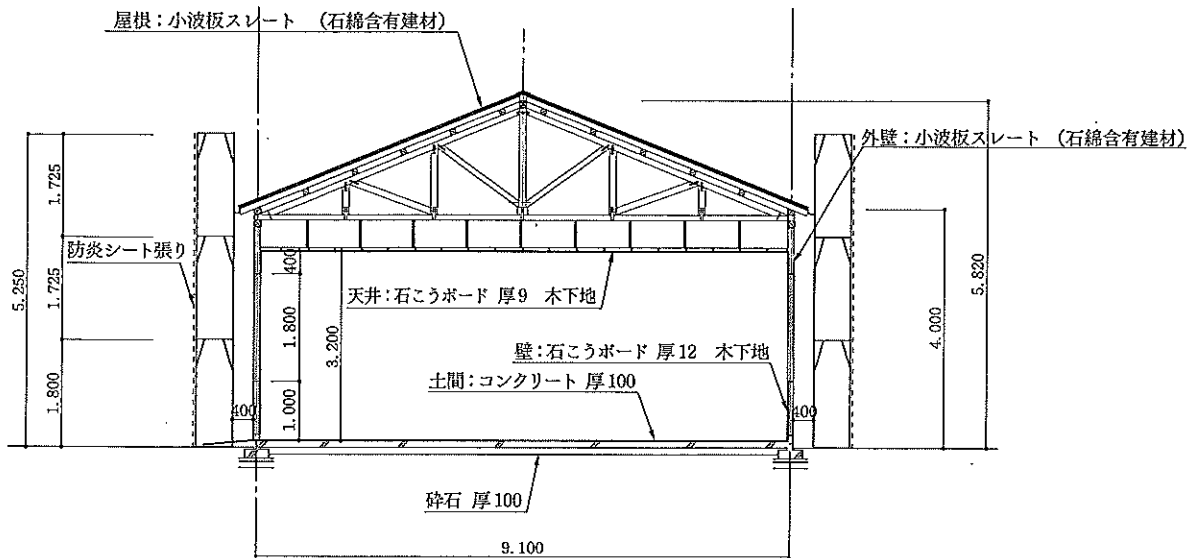 屋根：小波板スレート （石綿含有建材）
外壁：小波板スレート （石綿含有建材）
1.725
防炎シート張り
5.250
1.725
1.800
400
400
1.800
3.200
1.000
天井：石こうボード 厚9 木下地
壁：石こうボード 厚12 木下地
土間：コンクリート 厚100
400
4.000
5.820
砕石 厚100
9.100